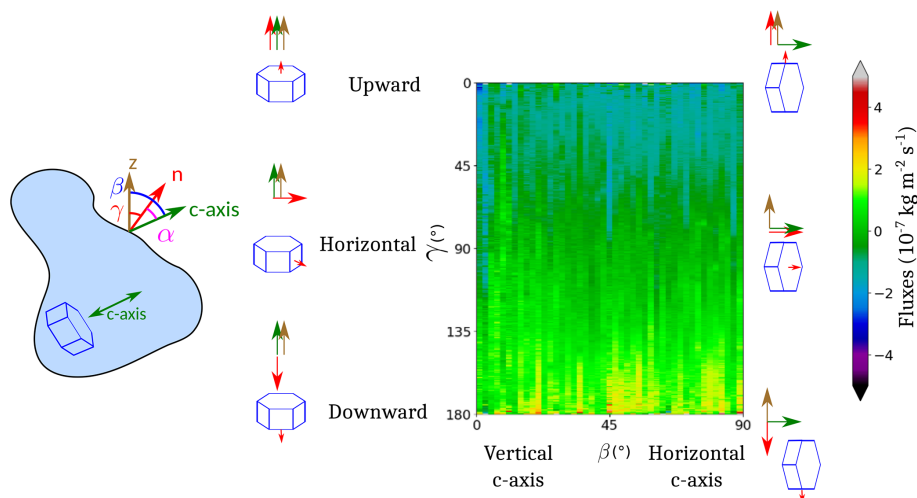 z
n
β
γ
c-axis
α
c-axis
Upward
Horizontal
Downward
γ(°)
0
45
90
135
180
0
45
90
β(°)
Vertical
c-axis
Horizontal
c-axis
4
2
0
−2
−4
Fluxes (10⁻⁷ kg m⁻² s⁻¹)